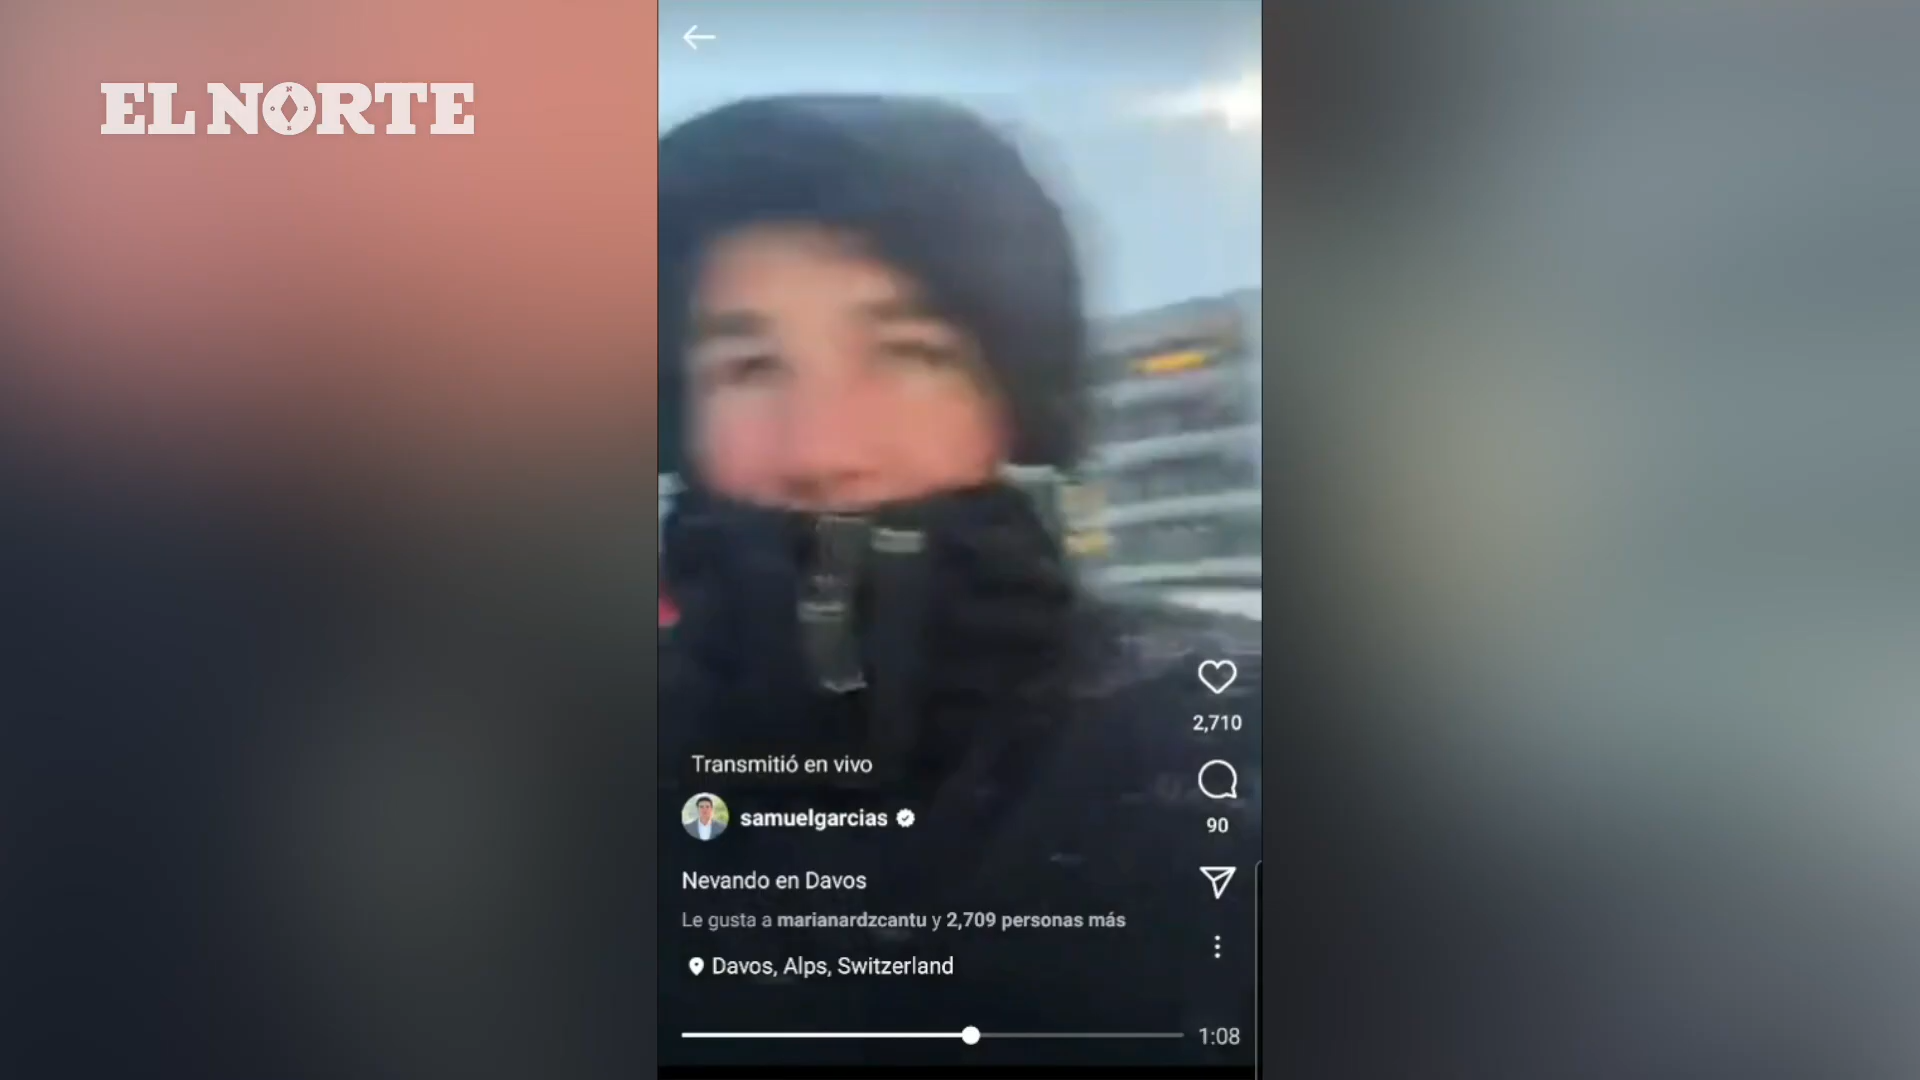 EL NORTE
2,710
Transmitió en vivo
samuelgarcias
90
Nevando en Davos
Le gusta a marianardzcantu y 2,709 personas más
Davos, Alps, Switzerland
1:08